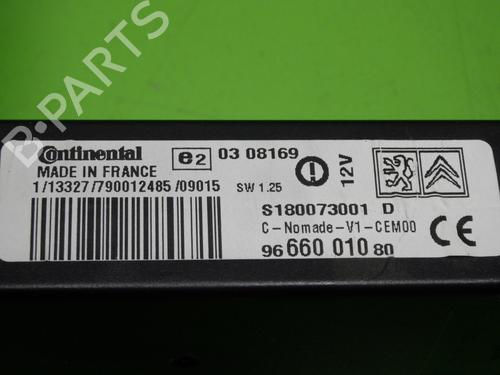 B-PARTS
Continental e2 03 08169
MADE IN FRANCE
1/13327/790012485/09015 SW 1.25
12V
S180073001 D
C-Nomade-V1-CEM00
96 660 010 80
CE